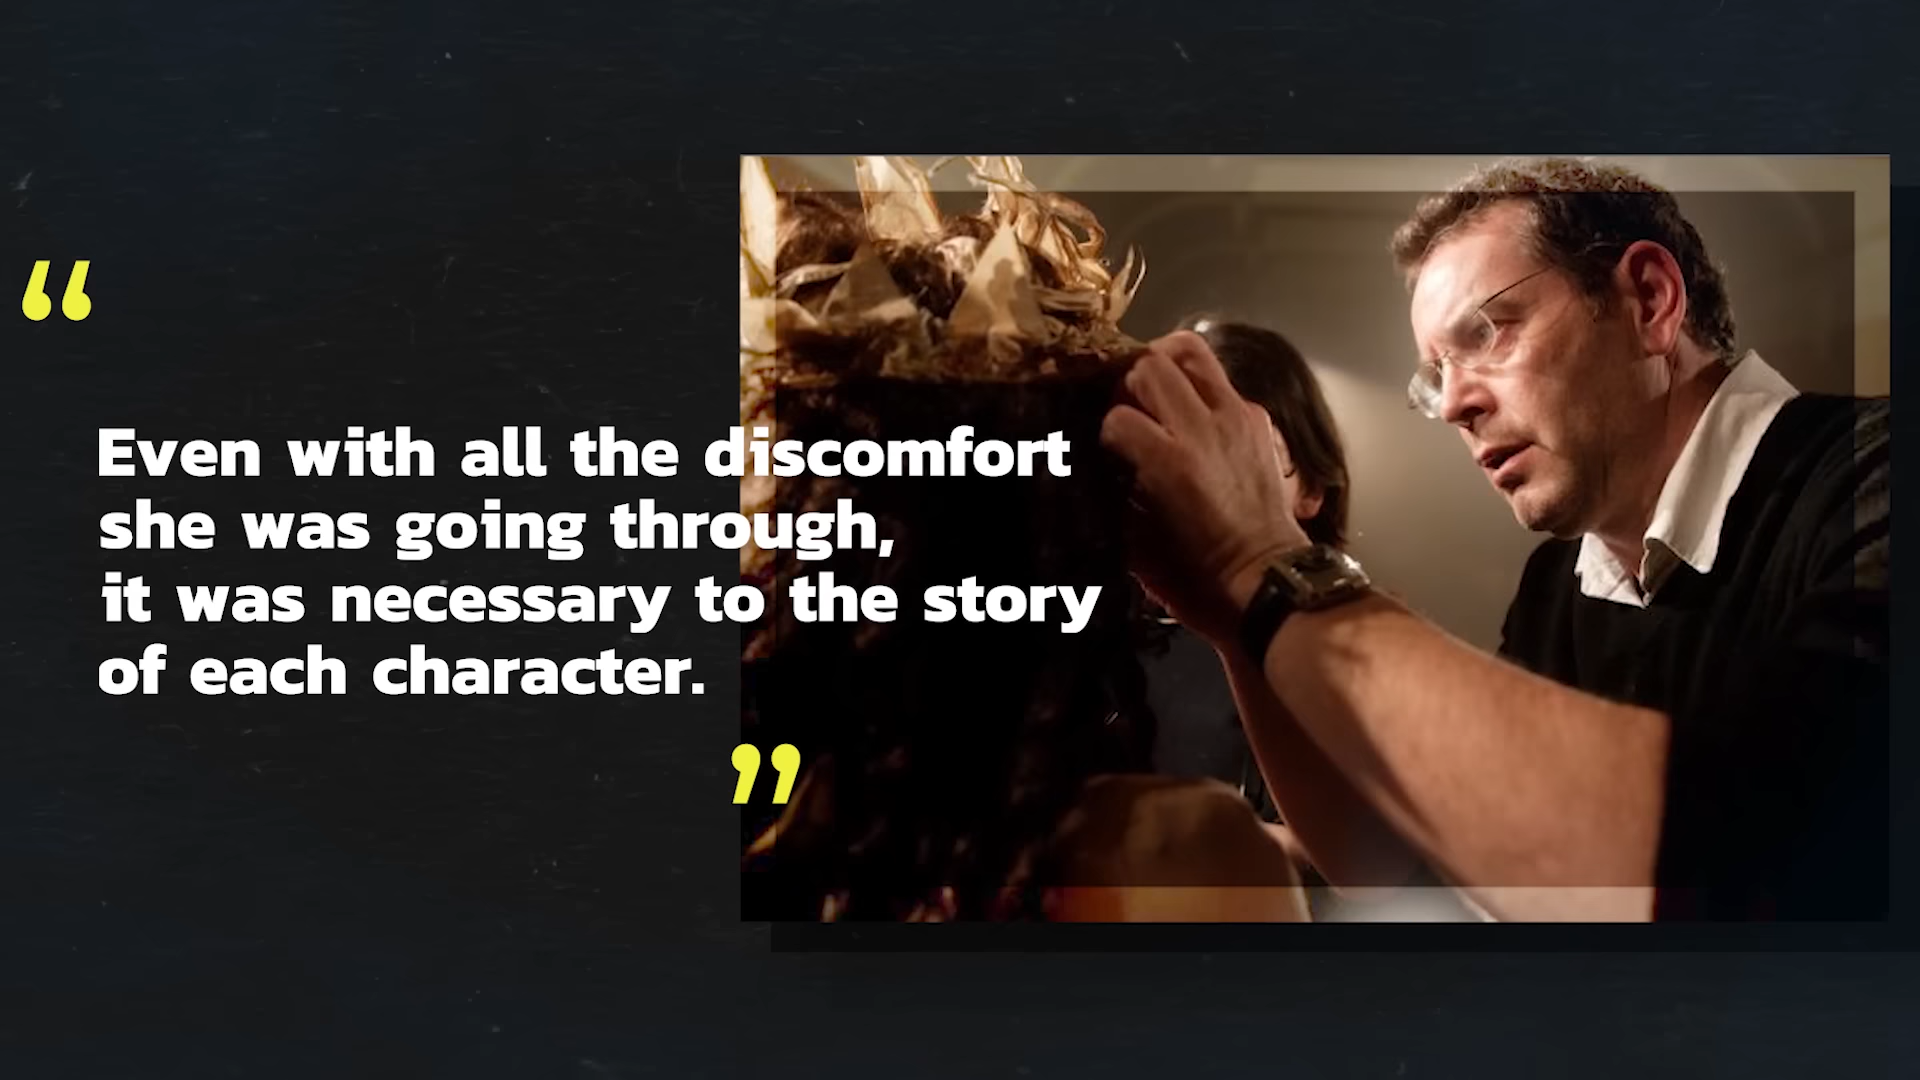 “
Even with all the discomfort
she was going through,
it was necessary to the story
of each character.
”